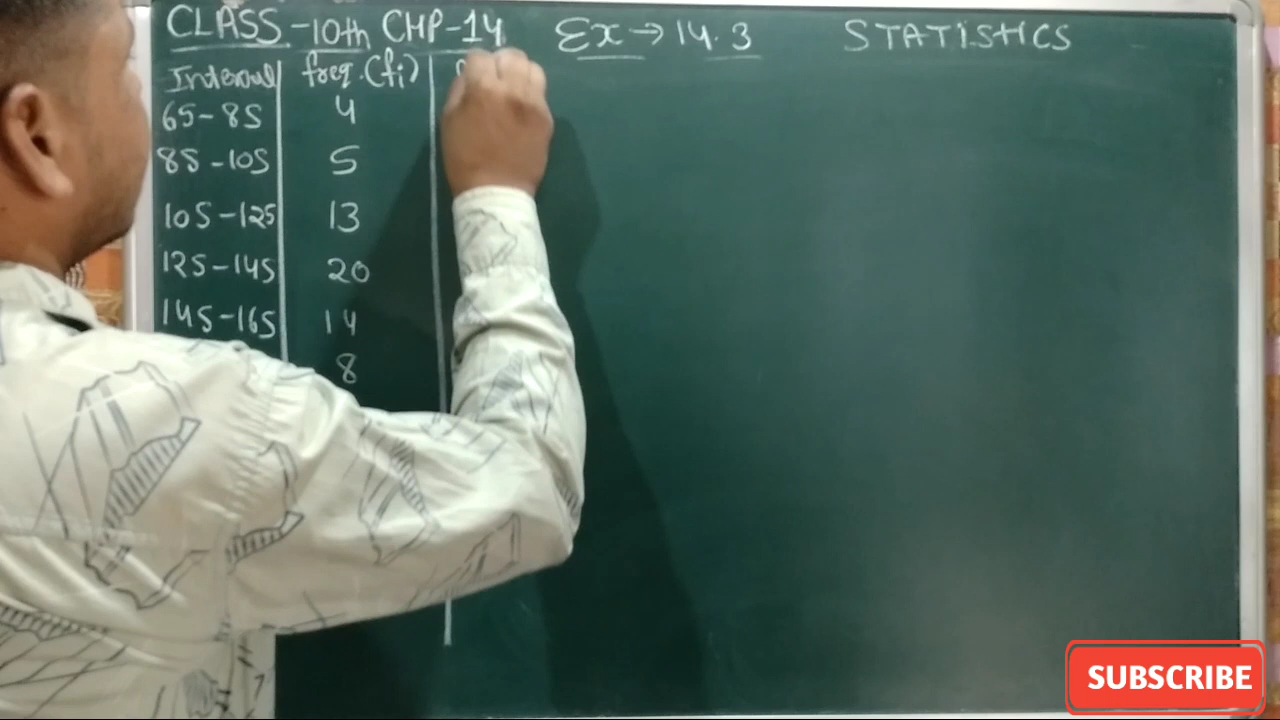 CLASS-10th CHP-14 Ex → 14.3 STATISTICS
Interval freq.(fi)
65-85 4
85-105 5
105-125 13
125-145 20
145-165 14
8
SUBSCRIBE